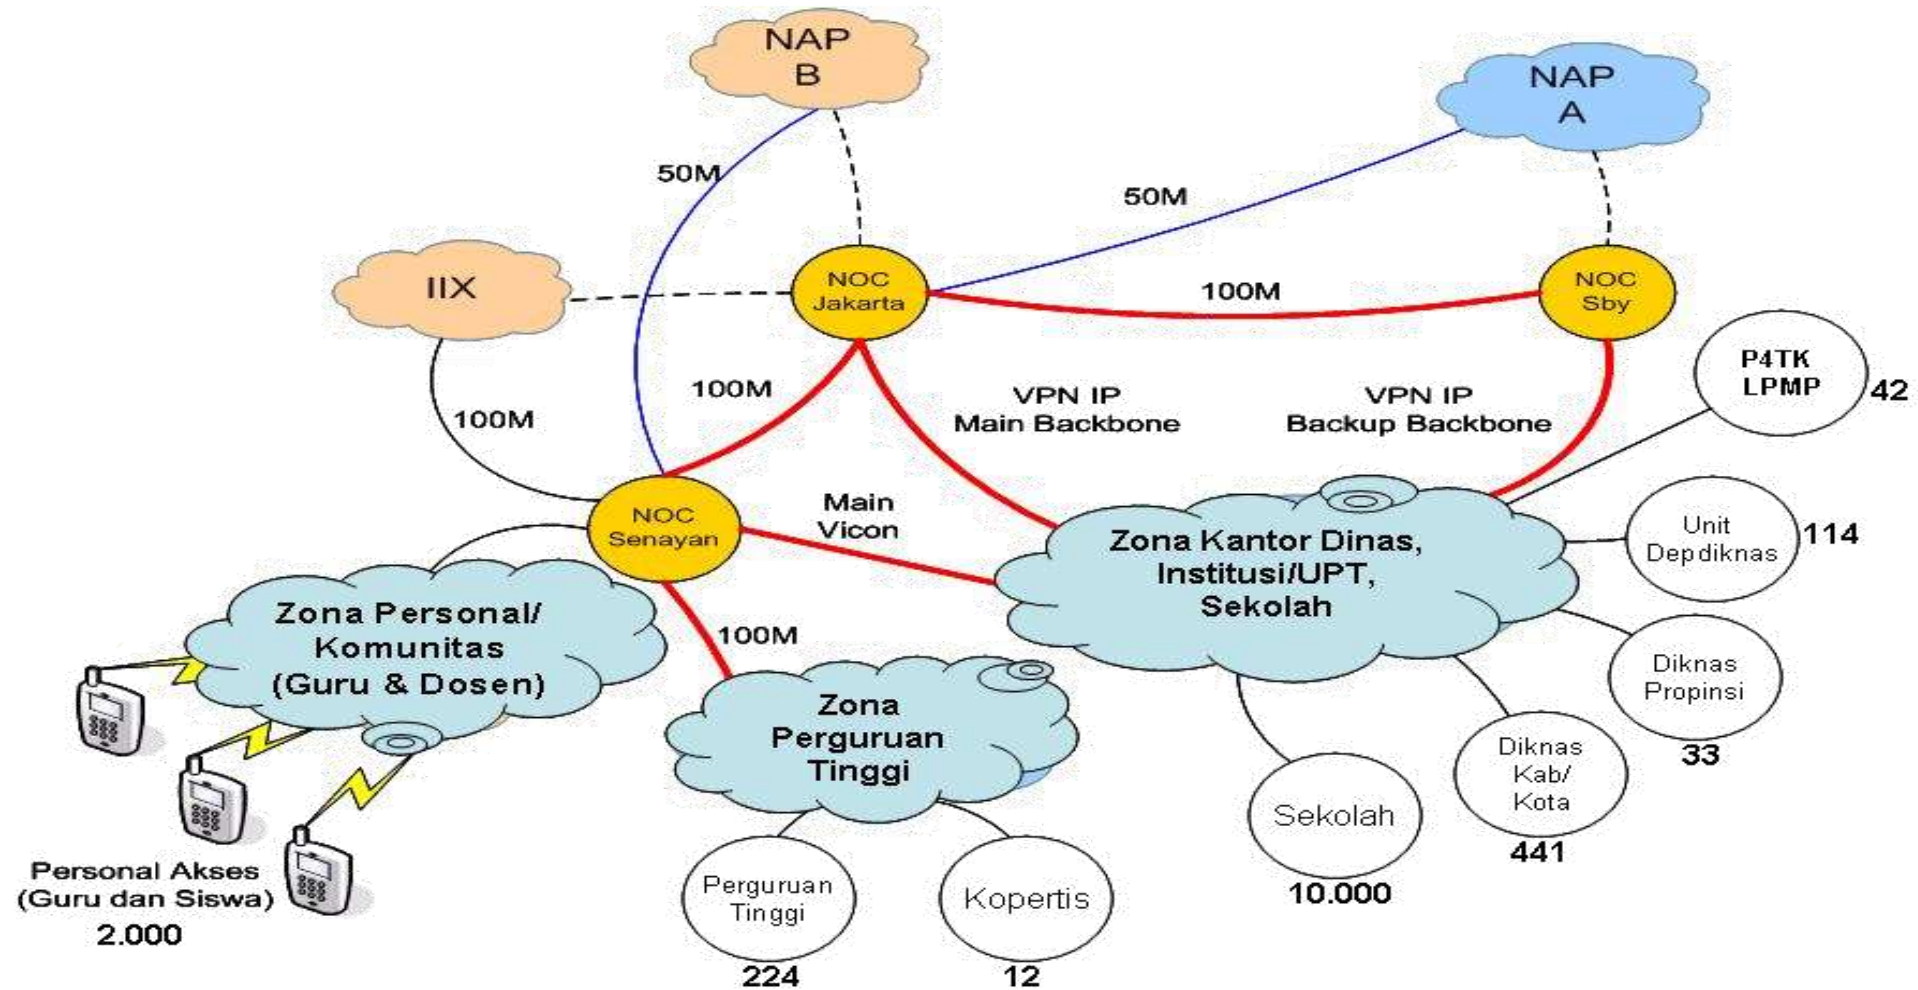 NAP
B
NAP
A
50M
50M
IIX
NOC
Jakarta
100M
NOC
Sby
100M
100M
VPN IP
Main Backbone
VPN IP
Backup Backbone
P4TK
LPMP
42
NOC
Senayan
Main
Vicon
Zona Kantor Dinas,
Institusi/UPT,
Sekolah
Unit
Depdiknas
114
Zona Personal/
Komunitas
(Guru & Dosen)
100M
Zona
Perguruan
Tinggi
Diknas
Propinsi
33
Diknas
Kab/
Kota
441
Sekolah
10.000
Personal Akses
(Guru dan Siswa)
2.000
Perguruan
Tinggi
224
Kopertis
12